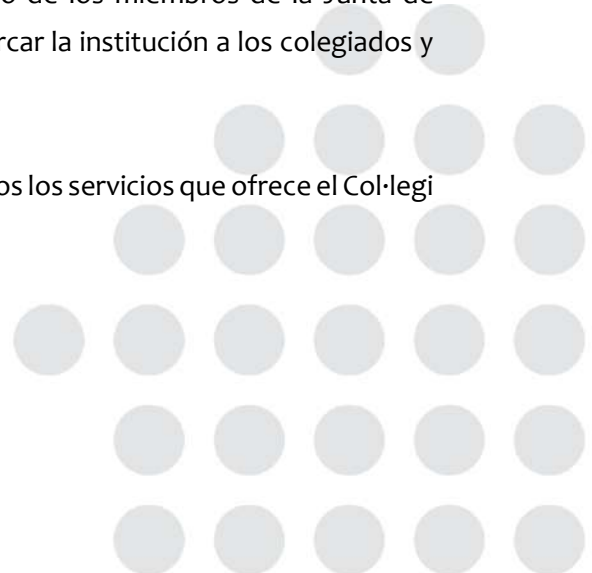 o de los miembros de la Junta de
rcar la institución a los colegiados y
os los servicios que ofrece el Col·legi